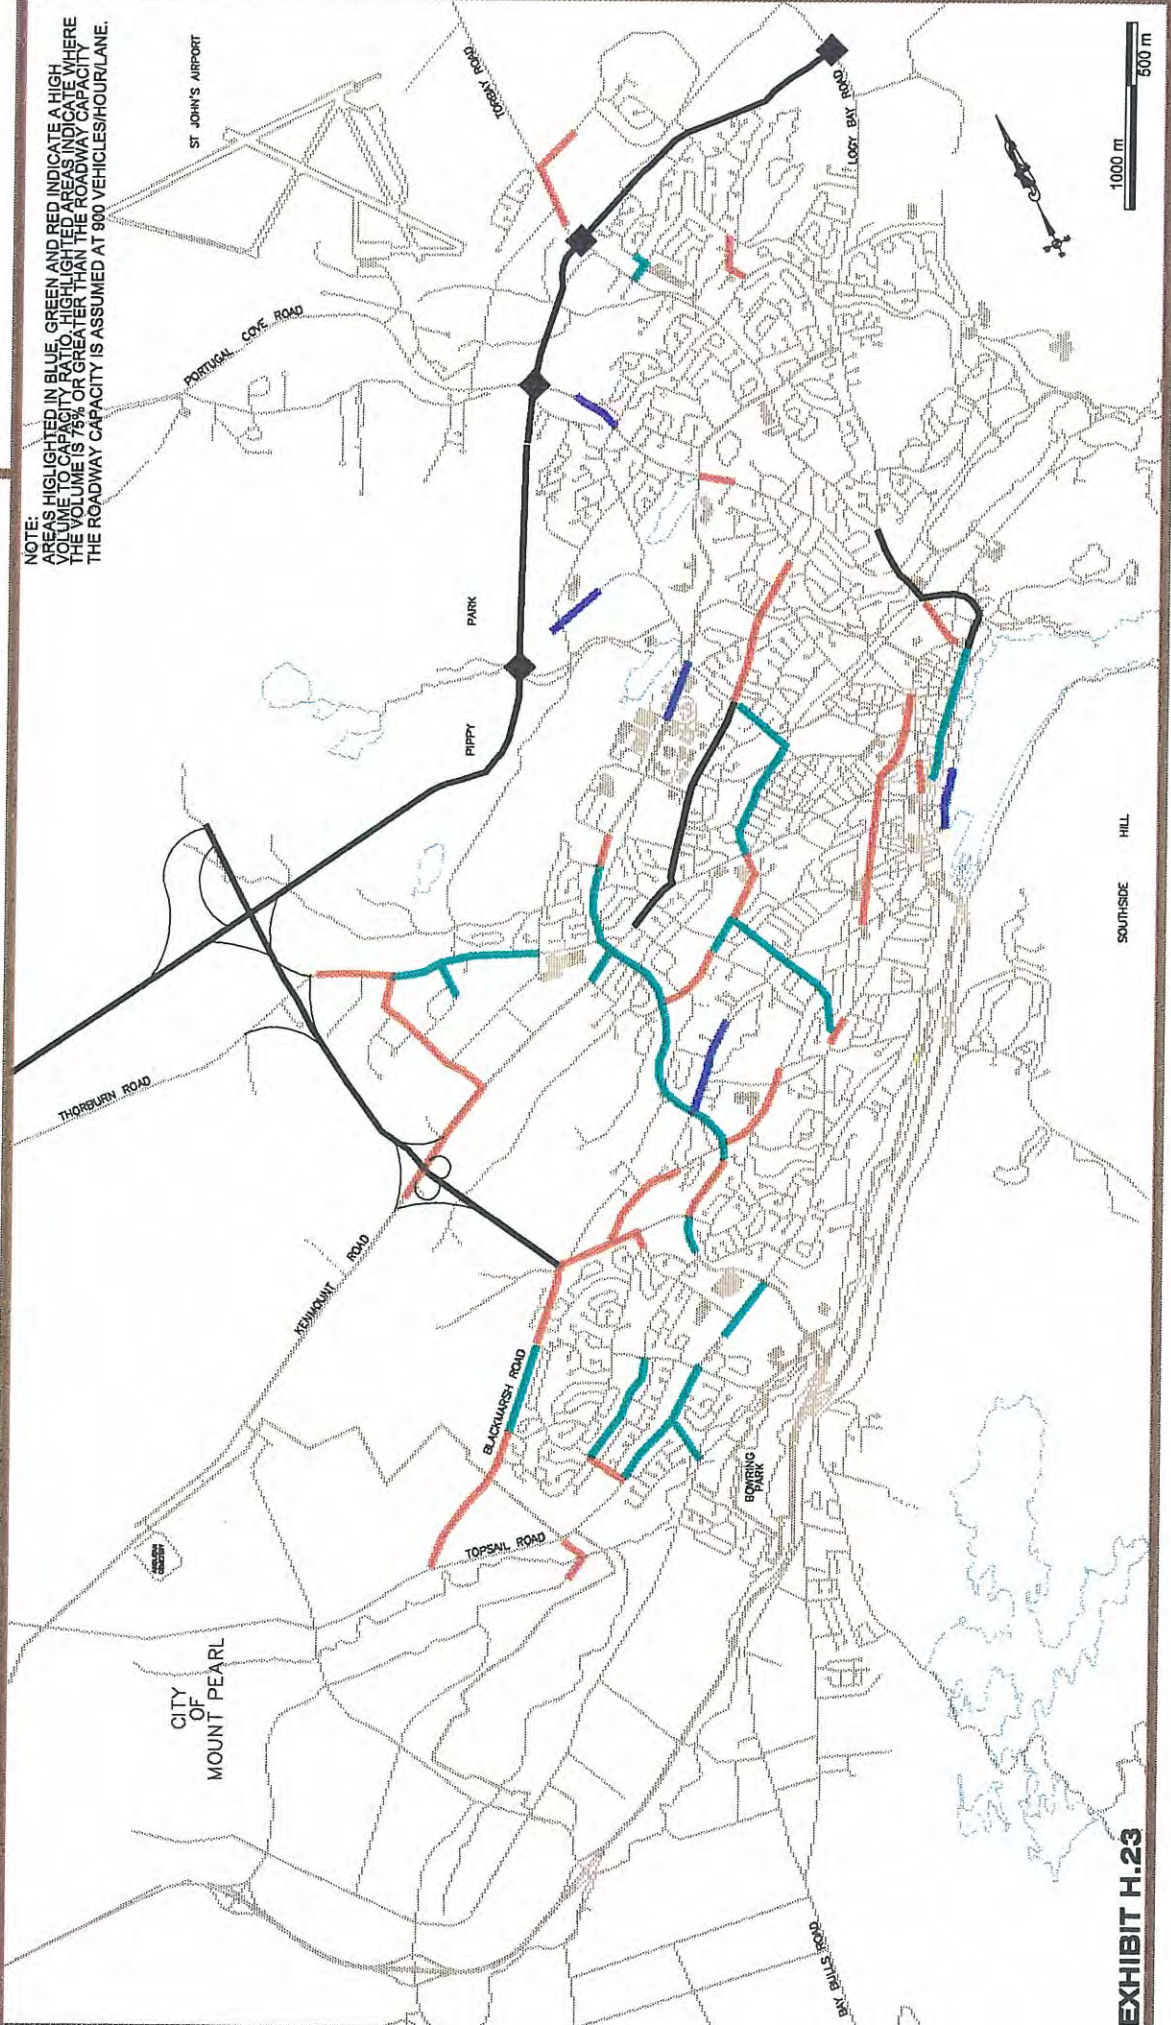 NOTE:
AREAS HIGLIGHTED IN BLUE, GREEN AND RED INDICATE A HIGH
VOLUME TO CAPACITY RATIO. HIGHLIGHTED AREAS INDICATE WHERE
THE VOLUME IS 75% OR GREATER THAN THE ROADWAY CAPACITY
THE ROADWAY CAPACITY IS ASSUMED AT 900 VEHICLES/HOUR/LANE.
ST JOHN'S AIRPORT
TORBAY ROAD
LOGY BAY ROAD
500 m
1000 m
PORTUGAL COVE ROAD
PIPPY PARK
SOUTHSIDE HILL
THORBURN ROAD
KENMOUNT ROAD
BLACKMARSH ROAD
TOPSAIL ROAD
BOWRING
PARK
CITY
OF
MOUNT PEARL
BAY BULLS ROAD
EXHIBIT H.23